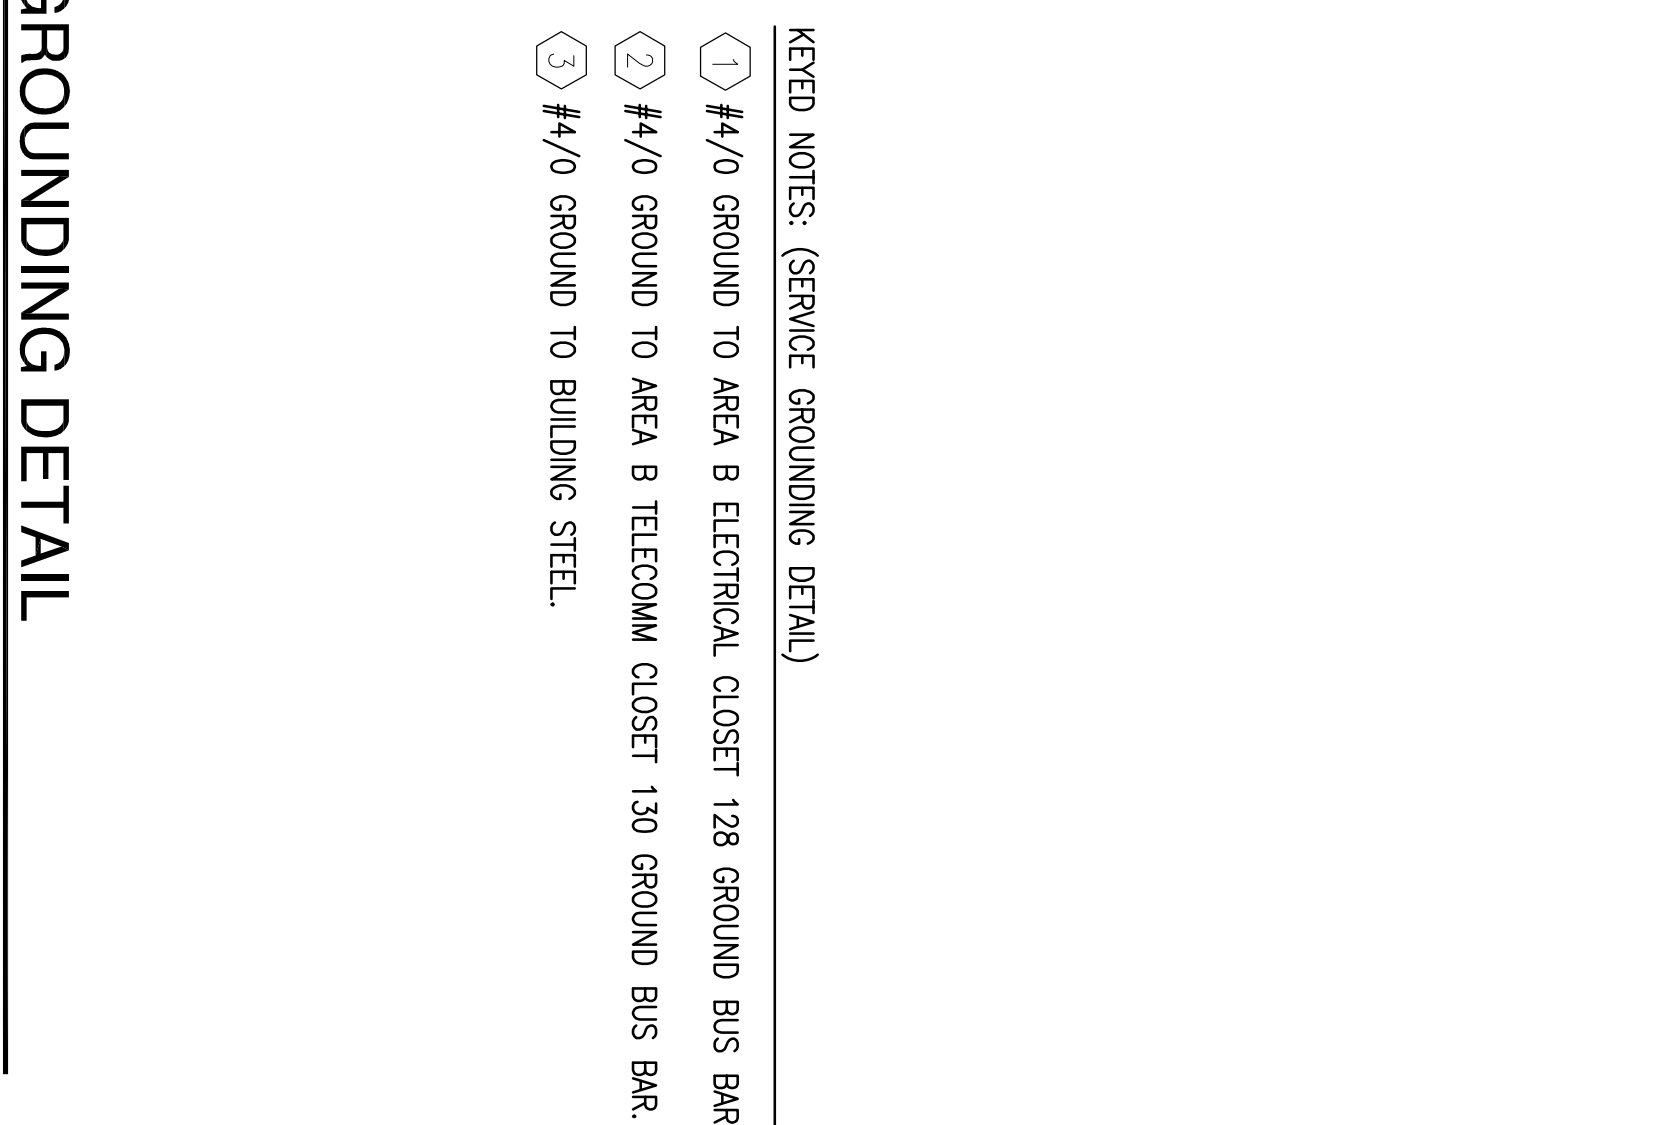 KEYED NOTES: (SERVICE GROUNDING DETAIL)
1 #4/0 GROUND TO AREA B ELECTRICAL CLOSET 128 GROUND BUS BAR
2 #4/0 GROUND TO AREA B TELECOMM CLOSET 130 GROUND BUS BAR.
3 #4/0 GROUND TO BUILDING STEEL.
GROUNDING DETAIL